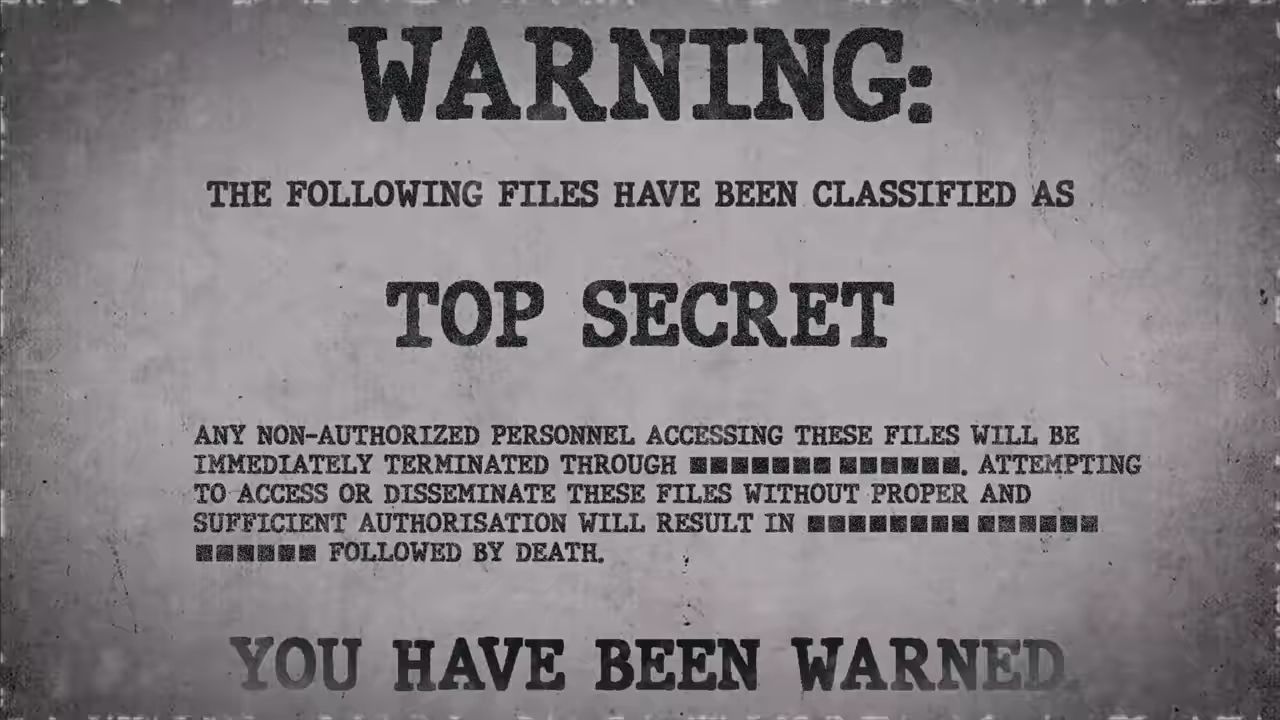 WARNING:
THE FOLLOWING FILES HAVE BEEN CLASSIFIED AS
TOP SECRET
ANY NON-AUTHORIZED PERSONNEL ACCESSING THESE FILES WILL BE
IMMEDIATELY TERMINATED THROUGH ■■■■■■■ ■■■■■■. ATTEMPTING
TO ACCESS OR DISSEMINATE THESE FILES WITHOUT PROPER AND
SUFFICIENT AUTHORISATION WILL RESULT IN ■■■■■■■■ ■■■■■■
■■■■■■ FOLLOWED BY DEATH.
YOU HAVE BEEN WARNED.